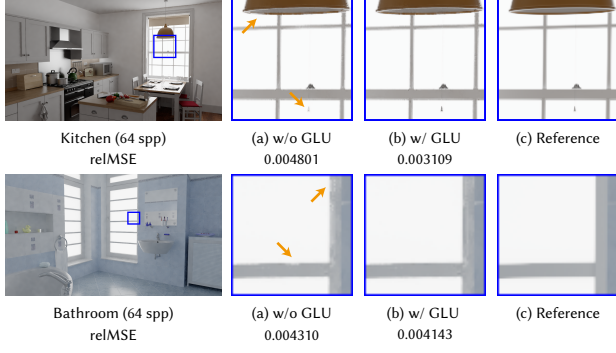 Kitchen (64 spp)
relMSE
(a) w/o GLU
0.004801
(b) w/ GLU
0.003109
(c) Reference
Bathroom (64 spp)
relMSE
(a) w/o GLU
0.004310
(b) w/ GLU
0.004143
(c) Reference